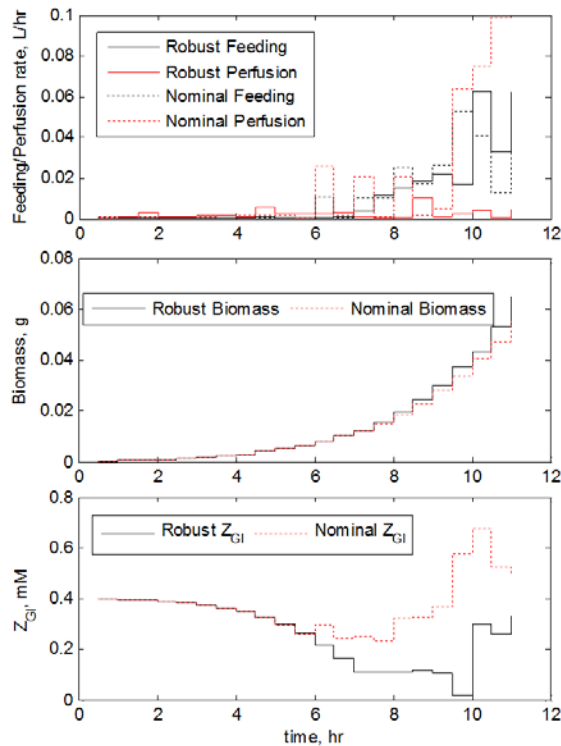 Feeding/Perfusion rate, L/hr
0.1
0.08
0.06
0.04
0.02
0
Robust Feeding
Robust Perfusion
Nominal Feeding
Nominal Perfusion
0 2 4 6 8 10 12
Biomass, g
0.08
0.06
0.04
0.02
0
Robust Biomass Nominal Biomass
0 2 4 6 8 10 12
Z_Gl, mM
0.8
0.6
0.4
0.2
0
Robust Z_Gl Nominal Z_Gl
0 2 4 6 8 10 12
time, hr